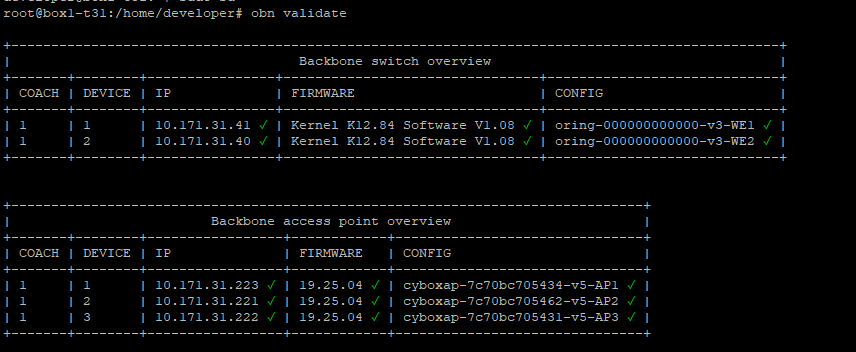 root@box1-t31:/home/developer# obn validate
Backbone switch overview
| COACH | DEVICE | IP | FIRMWARE | CONFIG |
| 1 | 1 | 10.171.31.41 ✓ | Kernel K12.84 Software V1.08 ✓ | oring-000000000000-v3-WE1 ✓ |
| 1 | 2 | 10.171.31.40 ✓ | Kernel K12.84 Software V1.08 ✓ | oring-000000000000-v3-WE2 ✓ |
Backbone access point overview
| COACH | DEVICE | IP | FIRMWARE | CONFIG |
| 1 | 1 | 10.171.31.223 ✓ | 19.25.04 ✓ | cyboxap-7c70bc705434-v5-AP1 ✓ |
| 1 | 2 | 10.171.31.221 ✓ | 19.25.04 ✓ | cyboxap-7c70bc705462-v5-AP2 ✓ |
| 1 | 3 | 10.171.31.222 ✓ | 19.25.04 ✓ | cyboxap-7c70bc705431-v5-AP3 ✓ |